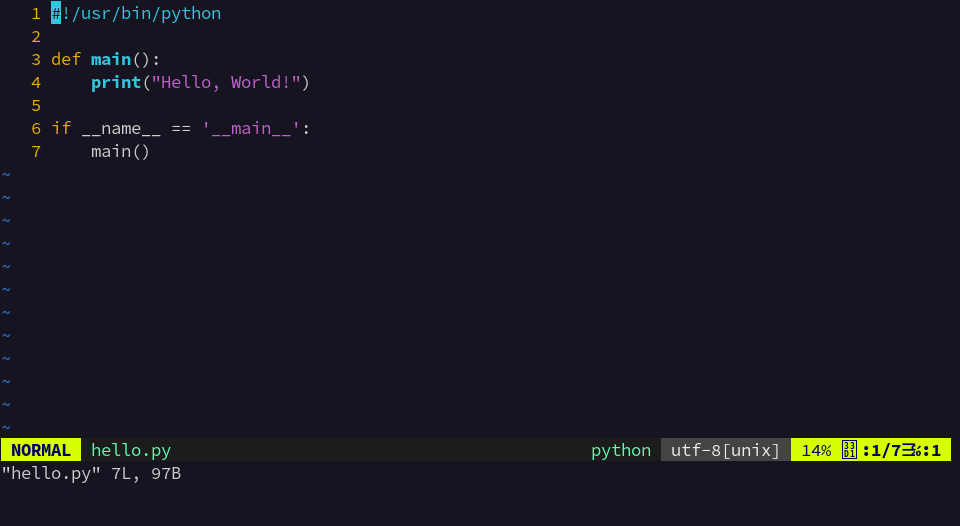 1 #!/usr/bin/python
2
3 def main():
4     print("Hello, World!")
5
6 if __name__ == '__main__':
7     main()
~
~
~
~
~
~
~
~
~
~
~
~
NORMAL hello.py python utf-8[unix] 14% :1/7☰℅:1
"hello.py" 7L, 97B